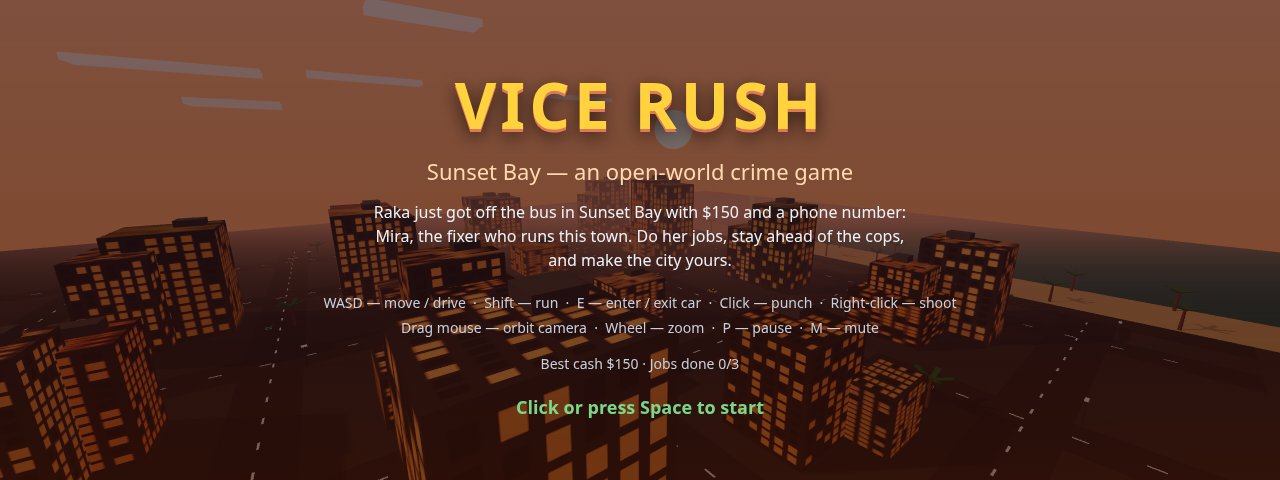 VICE RUSH
Sunset Bay — an open-world crime game
Raka just got off the bus in Sunset Bay with $150 and a phone number:
Mira, the fixer who runs this town. Do her jobs, stay ahead of the cops,
and make the city yours.
WASD — move / drive · Shift — run · E — enter / exit car · Click — punch · Right-click — shoot
Drag mouse — orbit camera · Wheel — zoom · P — pause · M — mute
Best cash $150 · Jobs done 0/3
Click or press Space to start